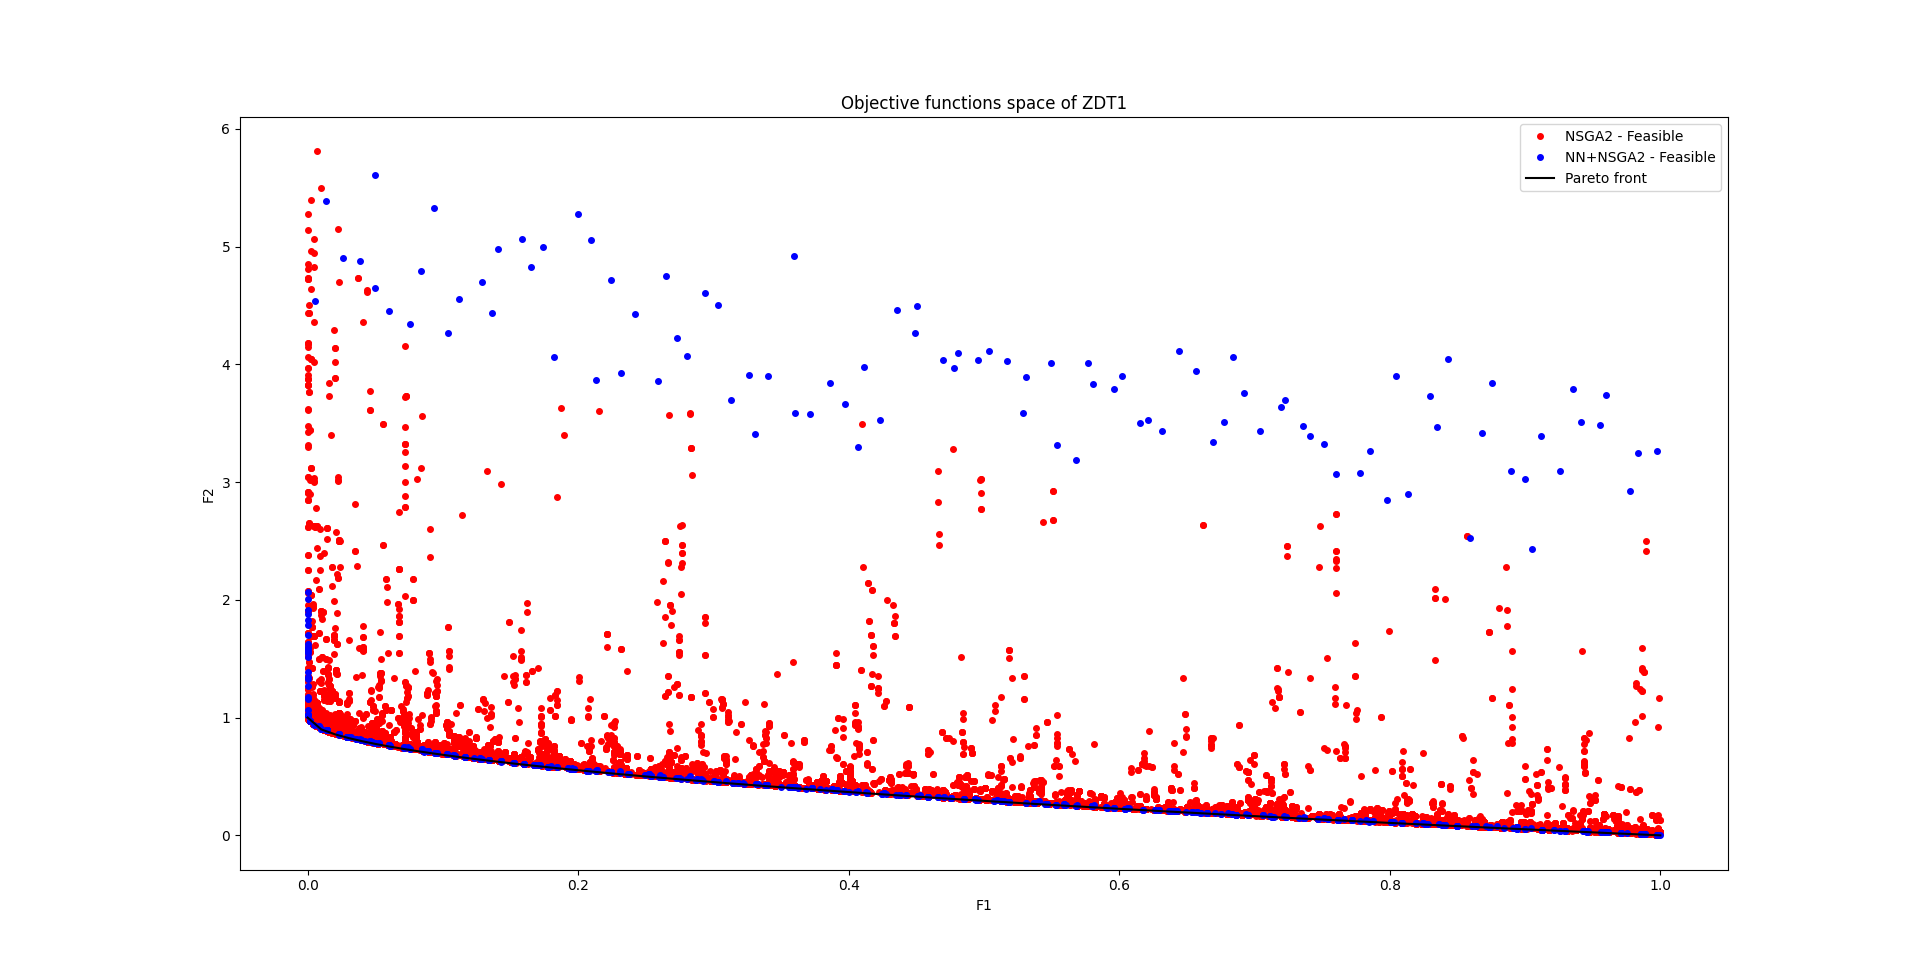 Objective functions space of ZDT1
NSGA2 - Feasible
NN+NSGA2 - Feasible
Pareto front
6
5
4
3
2
1
0
F2
0.0 0.2 0.4 0.6 0.8 1.0
F1